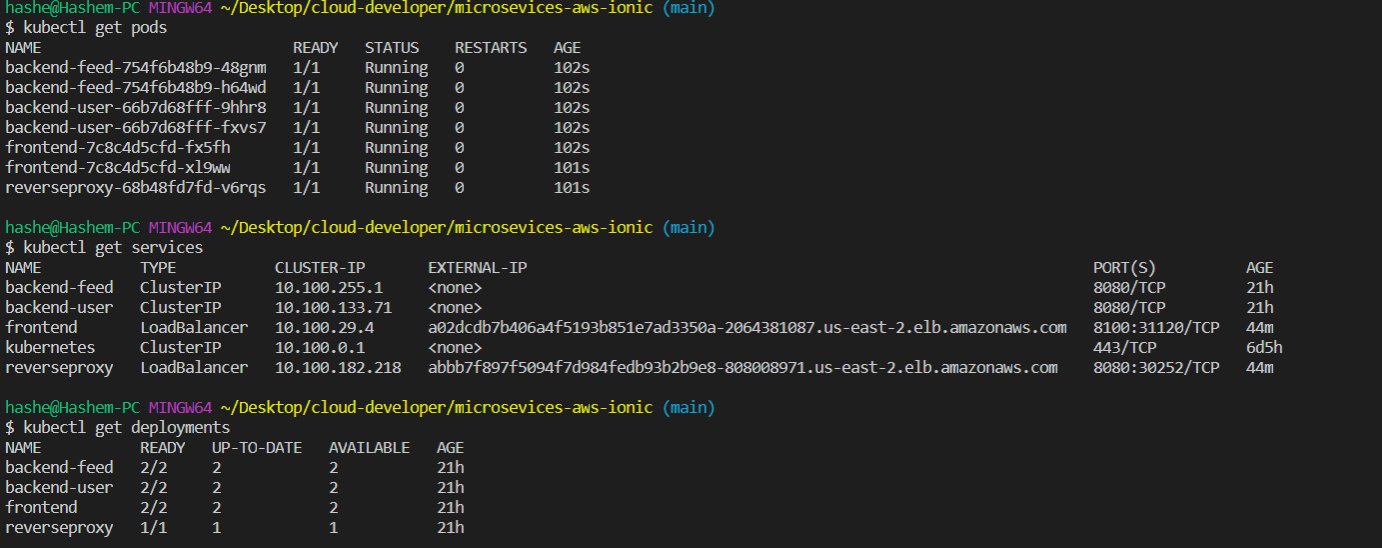 hashe@Hashem-PC MINGW64 ~/Desktop/cloud-developer/microsevices-aws-ionic (main)
$ kubectl get pods
NAME                            READY   STATUS    RESTARTS   AGE
backend-feed-754f6b48b9-48gnm   1/1     Running   0          102s
backend-feed-754f6b48b9-h64wd   1/1     Running   0          102s
backend-user-66b7d68fff-9hhr8   1/1     Running   0          102s
backend-user-66b7d68fff-fxvs7   1/1     Running   0          102s
frontend-7c8c4d5cfd-fx5fh       1/1     Running   0          102s
frontend-7c8c4d5cfd-xl9ww       1/1     Running   0          101s
reverseproxy-68b48fd7fd-v6rqs   1/1     Running   0          101s
hashe@Hashem-PC MINGW64 ~/Desktop/cloud-developer/microsevices-aws-ionic (main)
$ kubectl get services
NAME           TYPE           CLUSTER-IP       EXTERNAL-IP                                                               PORT(S)          AGE
backend-feed   ClusterIP      10.100.255.1     <none>                                                                    8080/TCP         21h
backend-user   ClusterIP      10.100.133.71    <none>                                                                    8080/TCP         21h
frontend       LoadBalancer   10.100.29.4      a02dcdb7b406a4f5193b851e7ad3350a-2064381087.us-east-2.elb.amazonaws.com   8100:31120/TCP   44m
kubernetes     ClusterIP      10.100.0.1       <none>                                                                    443/TCP          6d5h
reverseproxy   LoadBalancer   10.100.182.218   abbb7f897f5094f7d984fedb93b2b9e8-808008971.us-east-2.elb.amazonaws.com    8080:30252/TCP   44m
hashe@Hashem-PC MINGW64 ~/Desktop/cloud-developer/microsevices-aws-ionic (main)
$ kubectl get deployments
NAME           READY   UP-TO-DATE   AVAILABLE   AGE
backend-feed   2/2     2            2           21h
backend-user   2/2     2            2           21h
frontend       2/2     2            2           21h
reverseproxy   1/1     1            1           21h